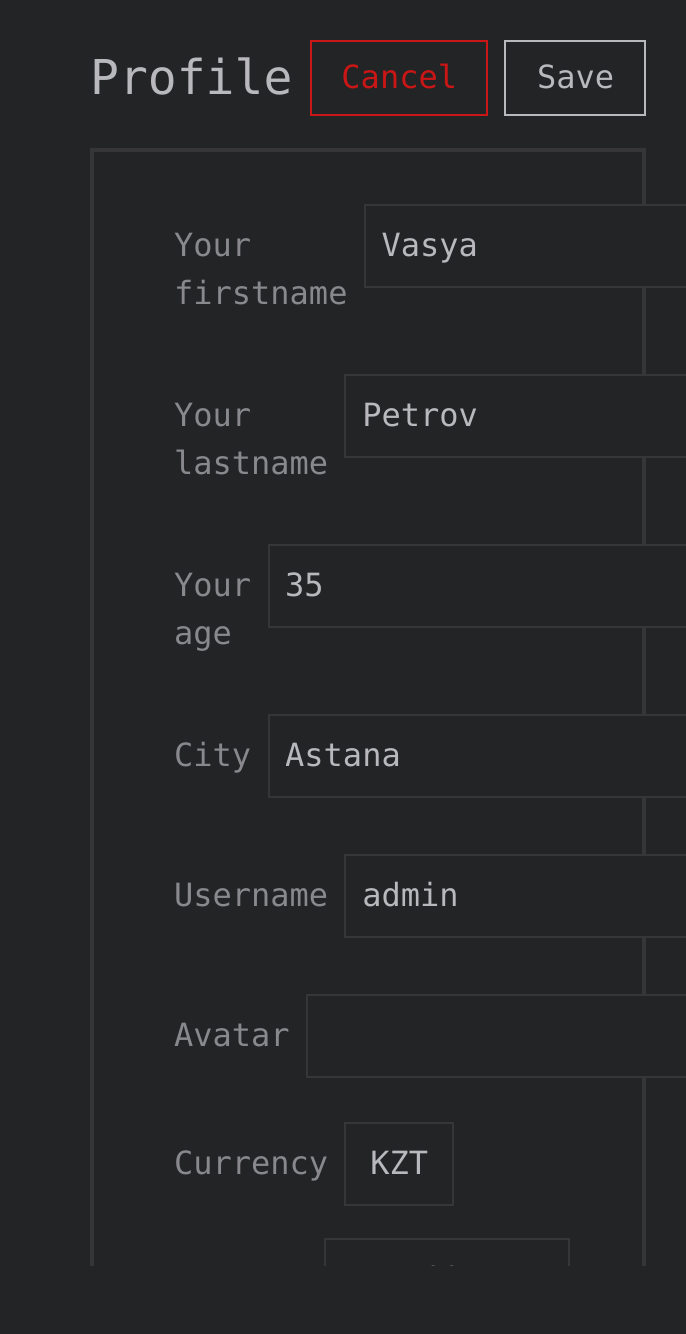 Profile Cancel Save
Your firstname Vasya
Your lastname Petrov
Your age 35
City Astana
Username admin
Avatar
Currency KZT